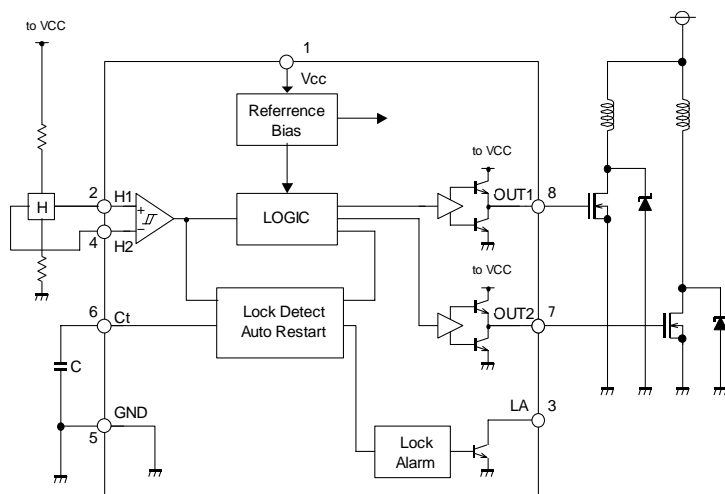 to VCC
1
Vcc
Referrence
Bias
to VCC
2
H1
OUT1
8
H
LOGIC
4
H2
to VCC
6
Ct
Lock Detect
Auto Restart
OUT2
7
C
GND
5
LA
3
Lock
Alarm